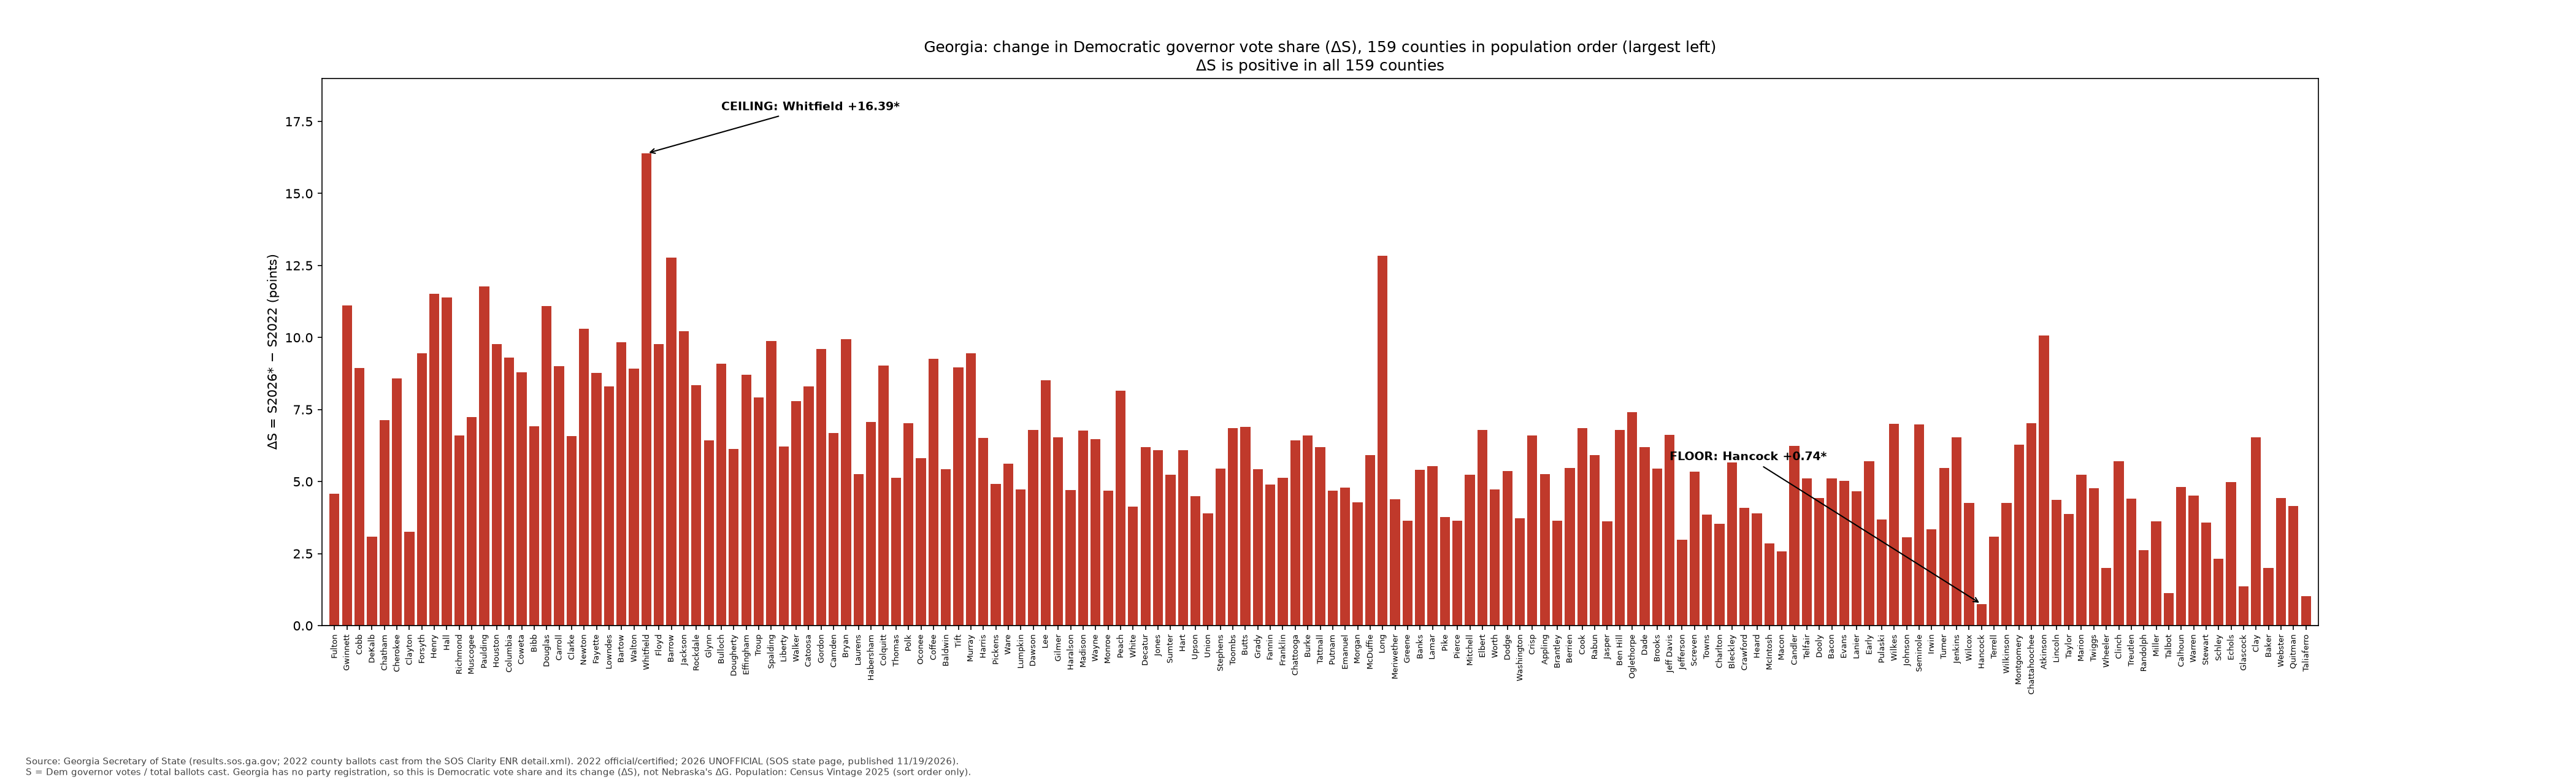 Georgia: change in Democratic governor vote share (ΔS), 159 counties in population order (largest left)
ΔS is positive in all 159 counties
CEILING: Whitfield +16.39*
FLOOR: Hancock +0.74*
ΔS = S2026* − S2022 (points)
17.5
15.0
12.5
10.0
7.5
5.0
2.5
0.0
Fulton
Gwinnett
Cobb
DeKalb
Chatham
Cherokee
Clayton
Forsyth
Henry
Hall
Richmond
Muscogee
Paulding
Houston
Columbia
Coweta
Bibb
Douglas
Carroll
Clarke
Newton
Fayette
Lowndes
Bartow
Walton
Whitfield
Floyd
Barrow
Jackson
Rockdale
Glynn
Bulloch
Dougherty
Effingham
Troup
Spalding
Liberty
Walker
Catoosa
Gordon
Camden
Bryan
Laurens
Habersham
Colquitt
Thomas
Polk
Oconee
Coffee
Baldwin
Tift
Murray
Harris
Pickens
Ware
Lumpkin
Dawson
Lee
Gilmer
Haralson
Madison
Wayne
Monroe
Peach
White
Decatur
Jones
Sumter
Hart
Upson
Union
Stephens
Toombs
Butts
Grady
Fannin
Franklin
Chattooga
Burke
Tattnall
Putnam
Emanuel
Morgan
McDuffie
Long
Meriwether
Greene
Banks
Lamar
Pike
Pierce
Mitchell
Elbert
Worth
Dodge
Washington
Crisp
Appling
Brantley
Berrien
Cook
Rabun
Jasper
Ben Hill
Oglethorpe
Dade
Brooks
Jeff Davis
Jefferson
Screven
Towns
Charlton
Bleckley
Crawford
Heard
McIntosh
Macon
Candler
Telfair
Dooly
Bacon
Evans
Lanier
Early
Pulaski
Wilkes
Johnson
Seminole
Irwin
Turner
Jenkins
Wilcox
Hancock
Terrell
Wilkinson
Montgomery
Chattahoochee
Atkinson
Lincoln
Taylor
Marion
Twiggs
Wheeler
Clinch
Treutlen
Randolph
Miller
Talbot
Calhoun
Warren
Stewart
Schley
Echols
Glascock
Clay
Baker
Webster
Quitman
Taliaferro
Source: Georgia Secretary of State (results.sos.ga.gov; 2022 county ballots cast from the SOS Clarity ENR detail.xml). 2022 official/certified; 2026 UNOFFICIAL (SOS state page, published 11/19/2026).
S = Dem governor votes / total ballots cast. Georgia has no party registration, so this is Democratic vote share and its change (ΔS), not Nebraska's ΔG. Population: Census Vintage 2025 (sort order only).